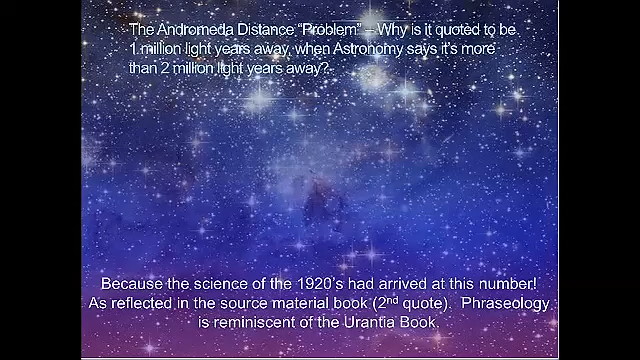 The Andromeda Distance “Problem” – Why is it quoted to be
1 million light years away, when Astronomy says it’s more
than 2 million light years away?
Because the science of the 1920’s had arrived at this number!
As reflected in the source material book (2nd quote). Phraseology
is reminiscent of the Urantia Book.